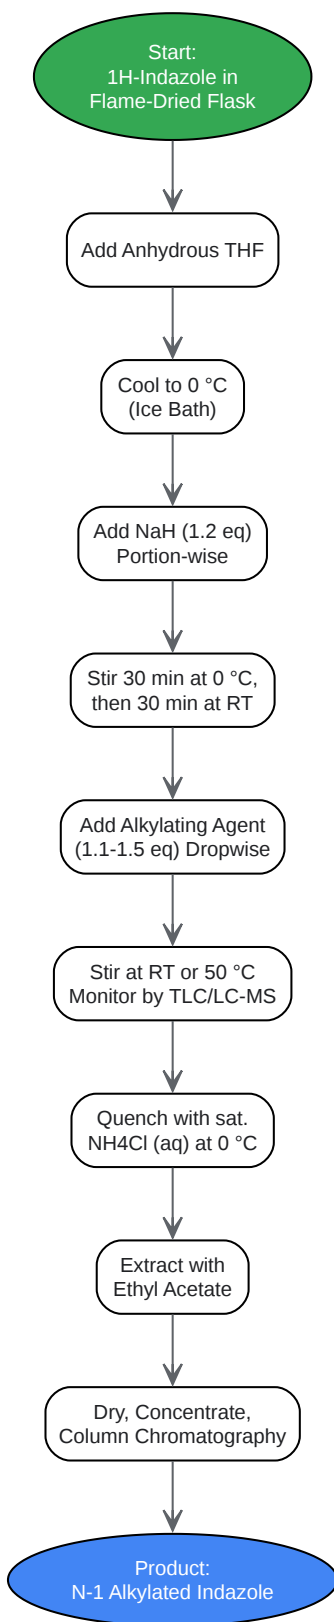 Start:
1H-Indazole in
Flame-Dried Flask
Add Anhydrous THF
Cool to 0 °C
(Ice Bath)
Add NaH (1.2 eq)
Portion-wise
Stir 30 min at 0 °C,
then 30 min at RT
Add Alkylating Agent
(1.1-1.5 eq) Dropwise
Stir at RT or 50 °C
Monitor by TLC/LC-MS
Quench with sat.
NH4Cl (aq) at 0 °C
Extract with
Ethyl Acetate
Dry, Concentrate,
Column Chromatography
Product:
N-1 Alkylated Indazole